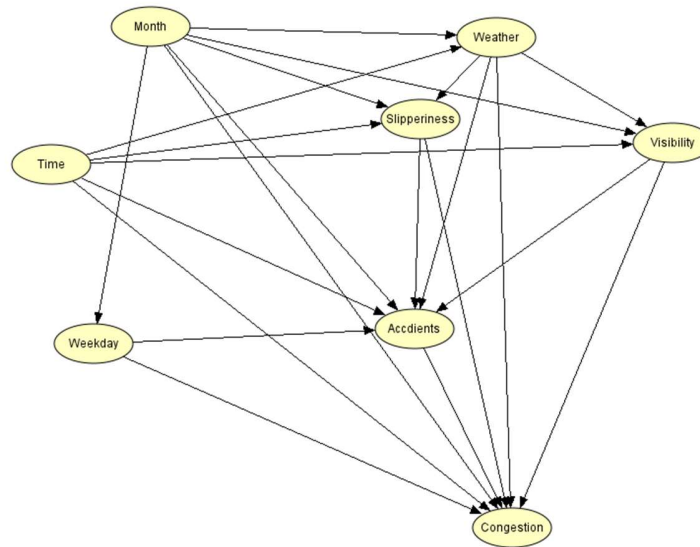 Month
Weather
Slipperiness
Visibility
Time
Accdients
Weekday
Congestion